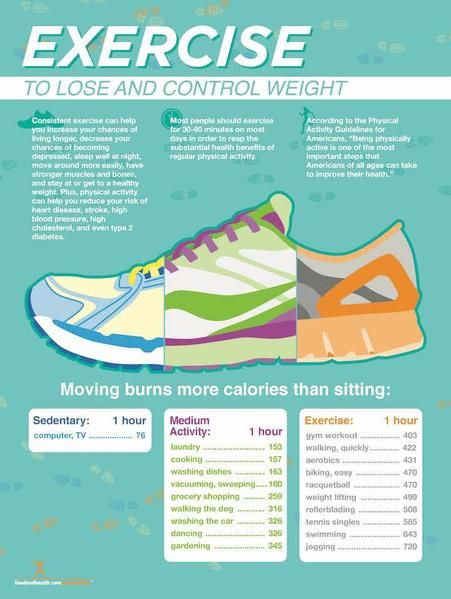 EXERCISE
TO LOSE AND CONTROL WEIGHT
Consistent exercise can help
you increase your chances of
living longer, decrease your
chances of becoming
depressed, sleep well at night,
move around more easily, have
stronger muscles and bones,
and stay at or get to a healthy
weight. Plus, physical activity
can help you reduce your risk of
heart disease, stroke, high
blood pressure, high
cholesterol, and even type 2
diabetes.
Most people should exercise
for 30-60 minutes on most
days in order to reap the
substantial health benefits of
regular physical activity.
According to the Physical
Activity Guidelines for
Americans, "Being physically
active is one of the most
important steps that
Americans of all ages can take
to improve their health."
Moving burns more calories than sitting:
Sedentary: 1 hour
computer, TV ................ 76
Medium
Activity: 1 hour
laundry ........................ 153
cooking ........................ 157
washing dishes ............ 163
vacuuming, sweeping..... 180
grocery shopping ......... 259
walking the dog ............ 316
washing the car ............ 326
dancing ........................ 326
gardening ..................... 345
Exercise: 1 hour
gym workout ............... 403
walking, quickly........... 422
aerobics ...................... 431
biking, easy ................. 470
racquetball .................. 470
weight lifting ............... 499
rollerblading ................ 508
tennis singles .............. 585
swimming .................... 643
jogging ........................ 720
foodandhealth.com